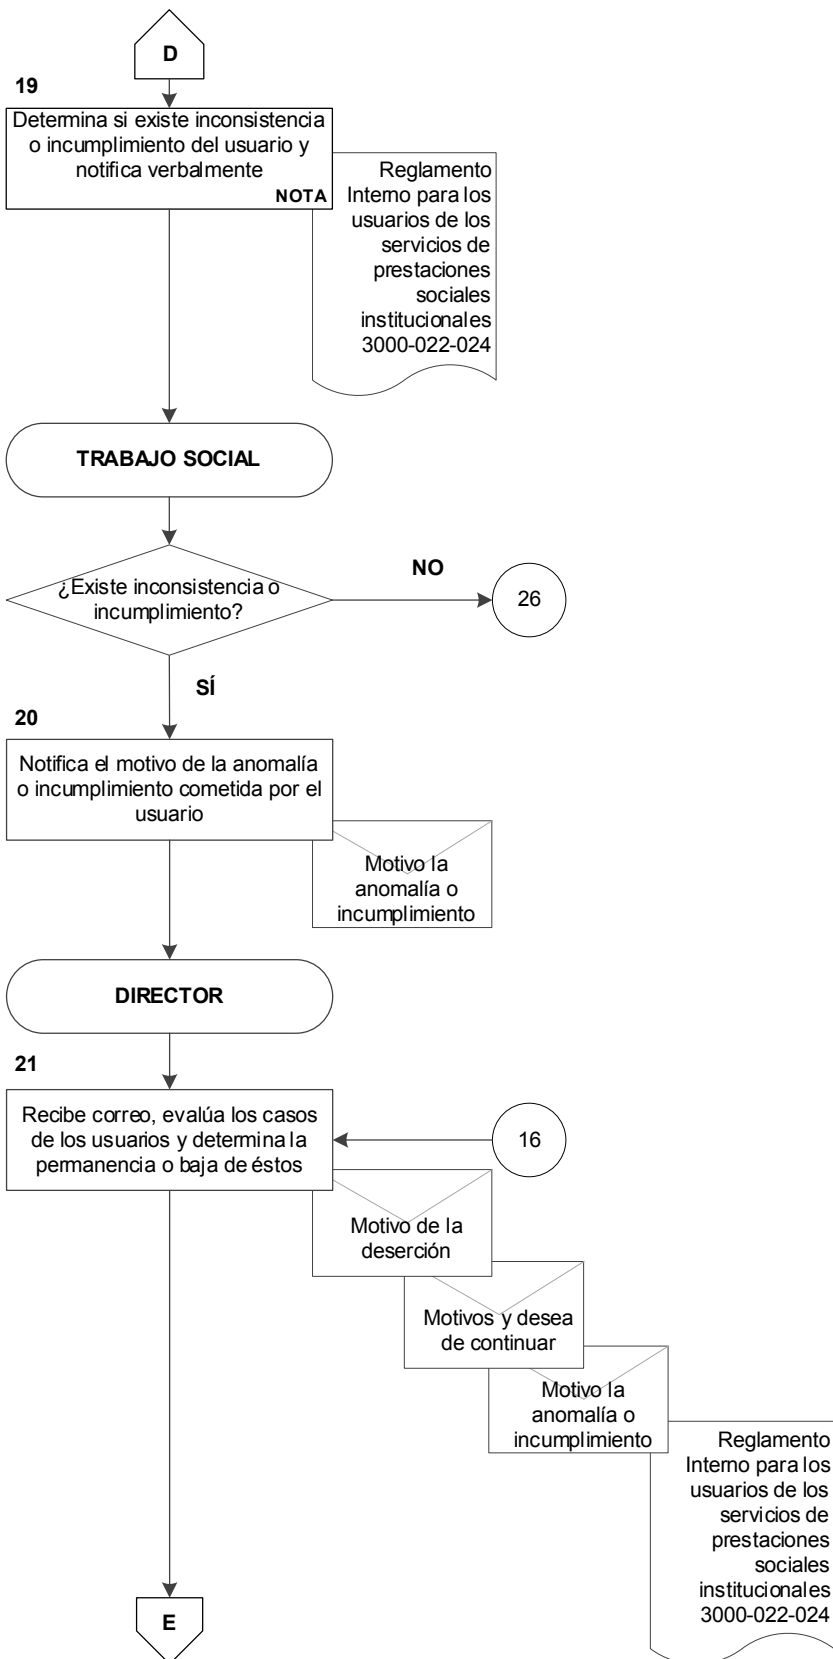 D
19
Determina si existe inconsistencia
o incumplimiento del usuario y
notifica verbalmente
NOTA
Reglamento
Interno para los
usuarios de los
servicios de
prestaciones
sociales
institucionales
3000-022-024
TRABAJO SOCIAL
¿Existe inconsistencia o
incumplimiento?
NO
26
SÍ
20
Notifica el motivo de la anomalía
o incumplimiento cometida por el
usuario
Motivo la
anomalía o
incumplimiento
DIRECTOR
21
Recibe correo, evalúa los casos
de los usuarios y determina la
permanencia o baja de éstos
16
Motivo de la
deserción
Motivos y desea
de continuar
Motivo la
anomalía o
incumplimiento
Reglamento
Interno para los
usuarios de los
servicios de
prestaciones
sociales
institucionales
3000-022-024
E